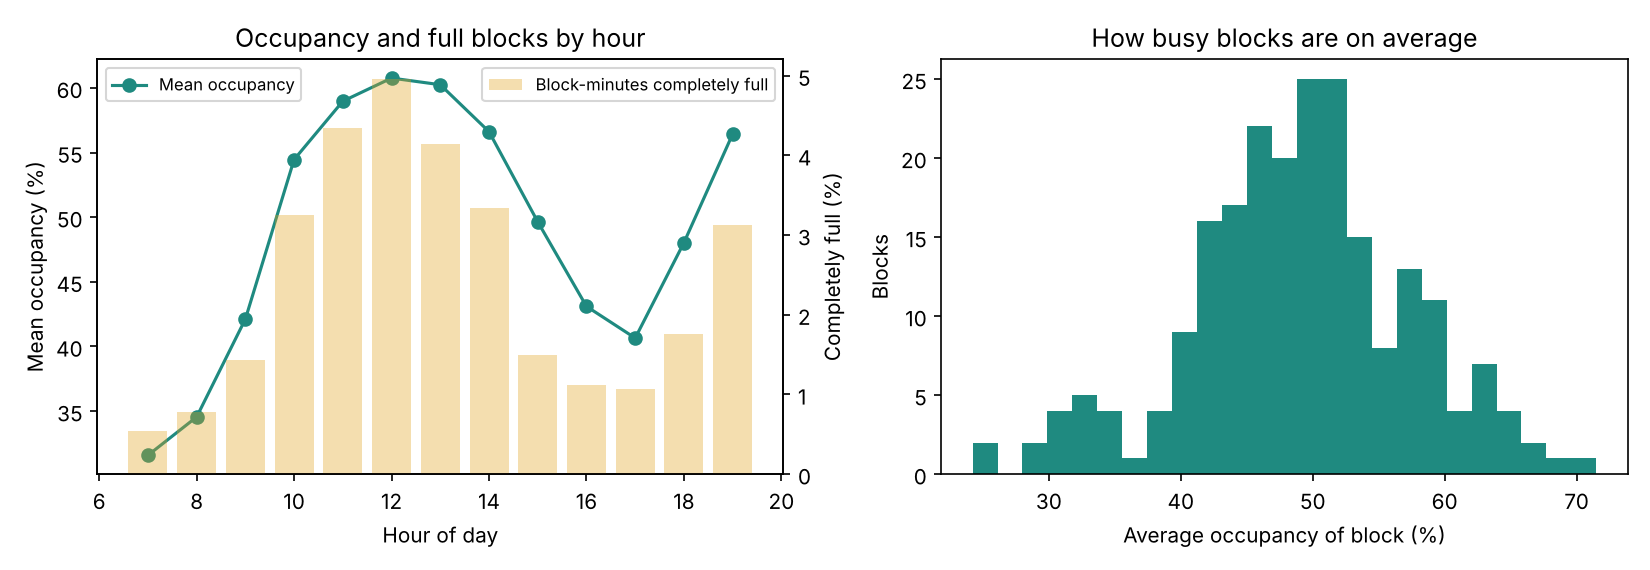 Occupancy and full blocks by hour
Mean occupancy
Block-minutes completely full
Mean occupancy (%)
60
55
50
45
40
35
5
4
3
2
1
0
Completely full (%)
6 8 10 12 14 16 18 20
Hour of day
How busy blocks are on average
Blocks
25
20
15
10
5
0
30 40 50 60 70
Average occupancy of block (%)